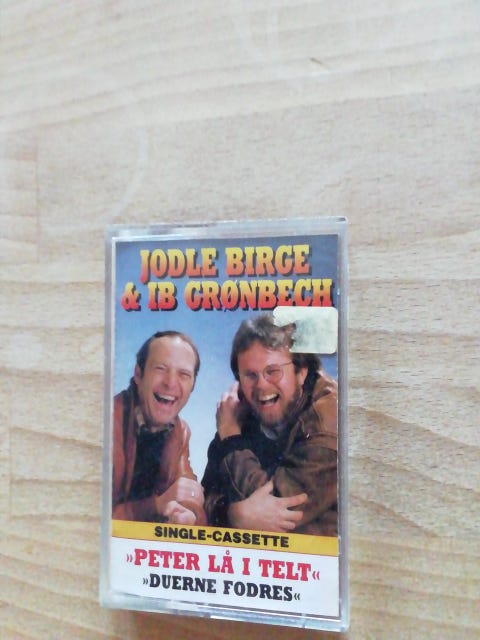 JODLE BIRGE
& IB GRØNBECH
SINGLE-CASSETTE
»PETER LÅ I TELT«
»DUERNE FODRES«